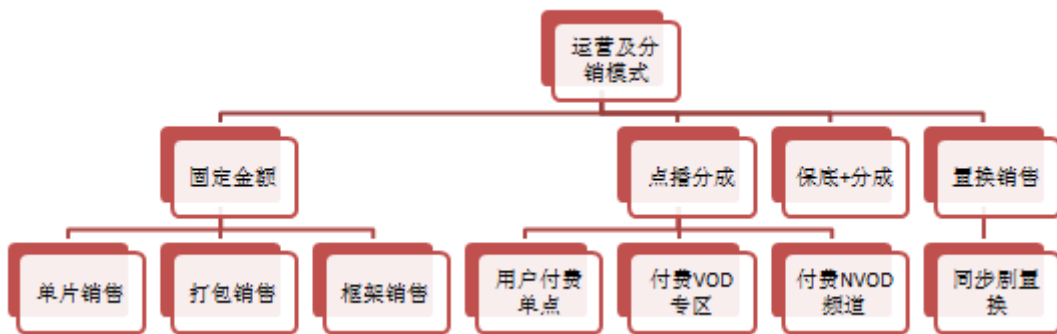 运营及分
销模式
固定金额
点播分成
保底+分成
置换销售
单片销售
打包销售
框架销售
用户付费
单点
付费VOD
专区
付费NVOD
频道
同步剧置
换